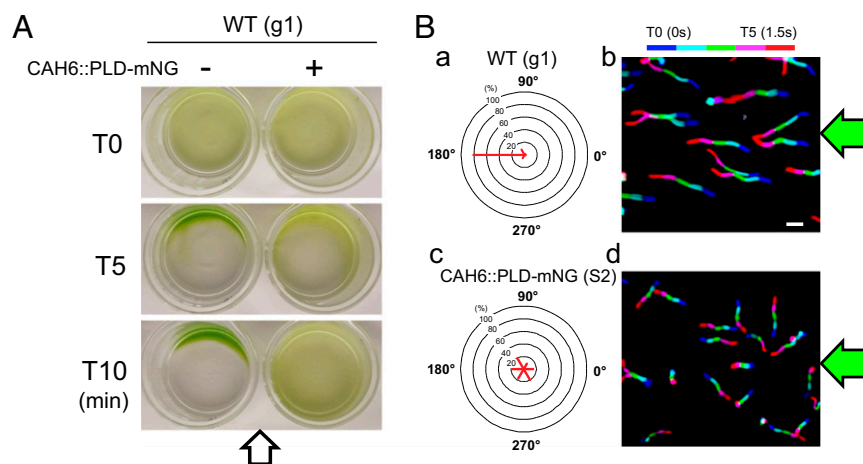 A
WT (g1)
CAH6::PLD-mNG - +
T0
T5
T10
(min)
B
T0 (0s) T5 (1.5s)
a WT (g1)
90°
(%)
100
80
60
40
20
180° 0°
270°
b
c CAH6::PLD-mNG (S2)
90°
(%)
100
80
60
40
20
180° 0°
270°
d